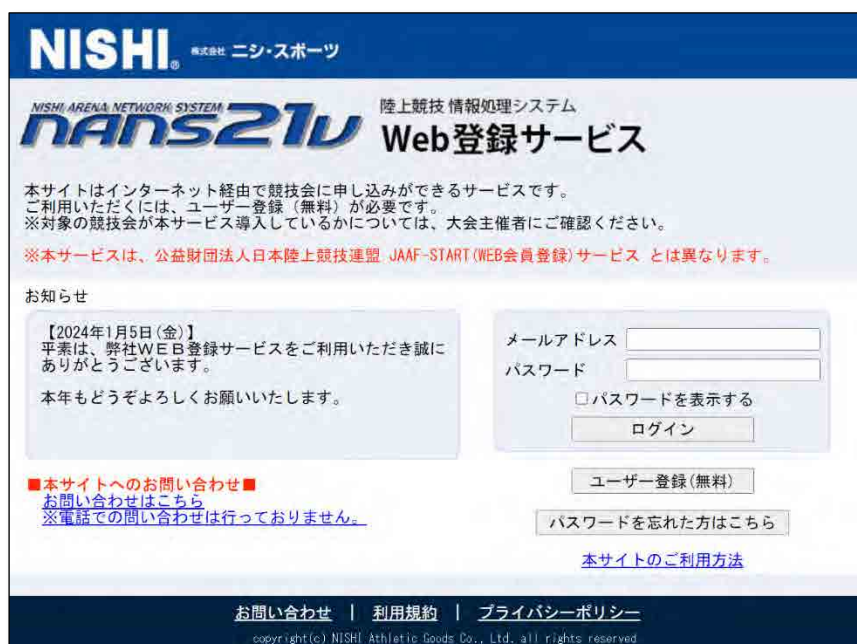 NISHI® 株式会社 ニシ・スポーツ
NISHI ARENA NETWORK SYSTEM
nans21v
陸上競技 情報処理システム
Web登録サービス
本サイトはインターネット経由で競技会に申し込みができるサービスです。
ご利用いただくには、ユーザー登録（無料）が必要です。
※対象の競技会が本サービス導入しているかについては、大会主催者にご確認ください。
※本サービスは、公益財団法人日本陸上競技連盟 JAAF-START(WEB会員登録)サービス とは異なります。
お知らせ
【2024年1月5日(金)】
平素は、弊社ＷＥＢ登録サービスをご利用いただき誠に
ありがとうございます。
本年もどうぞよろしくお願いいたします。
メールアドレス
パスワード
パスワードを表示する
ログイン
■本サイトへのお問い合わせ■
お問い合わせはこちら
※電話での問い合わせは行っておりません。
ユーザー登録(無料)
パスワードを忘れた方はこちら
本サイトのご利用方法
お問い合わせ | 利用規約 | プライバシーポリシー
copyright(c) NISHI Athletic Goods Co., Ltd. all rights reserved